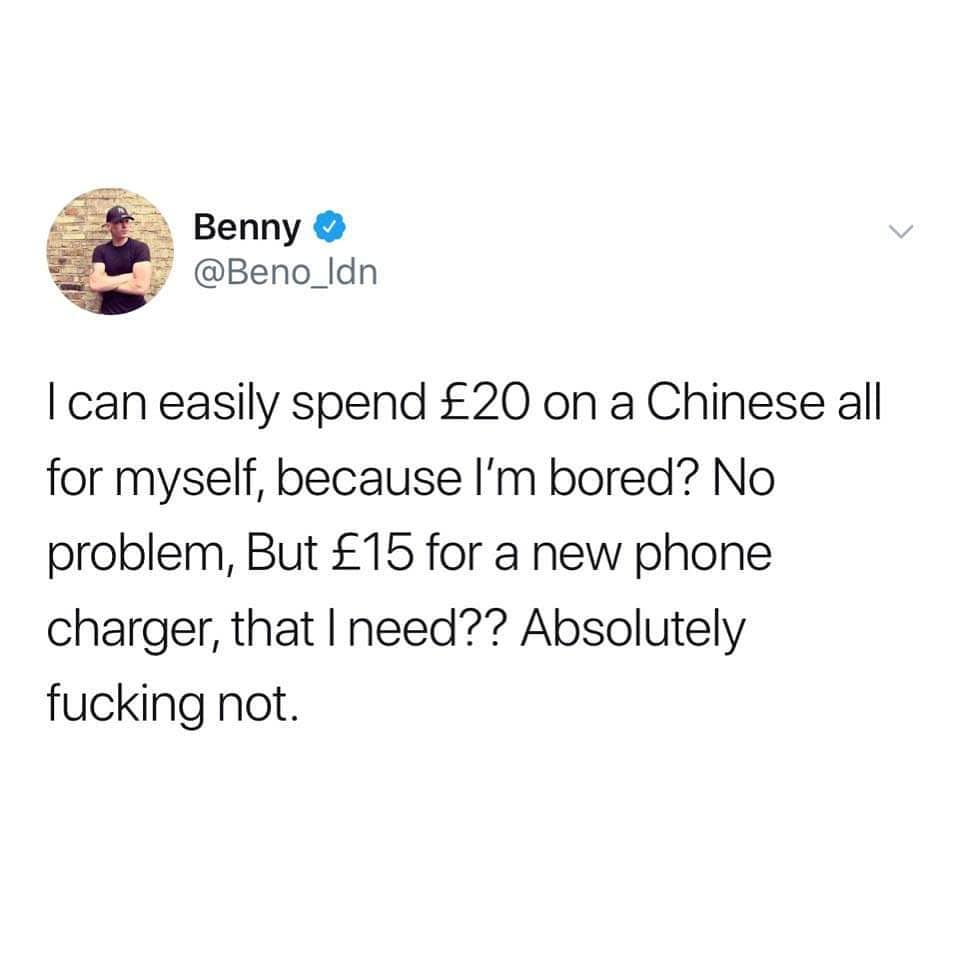 Benny
@Beno_ldn
I can easily spend £20 on a Chinese all
for myself, because I’m bored? No
problem, But £15 for a new phone
charger, that I need?? Absolutely
fucking not.